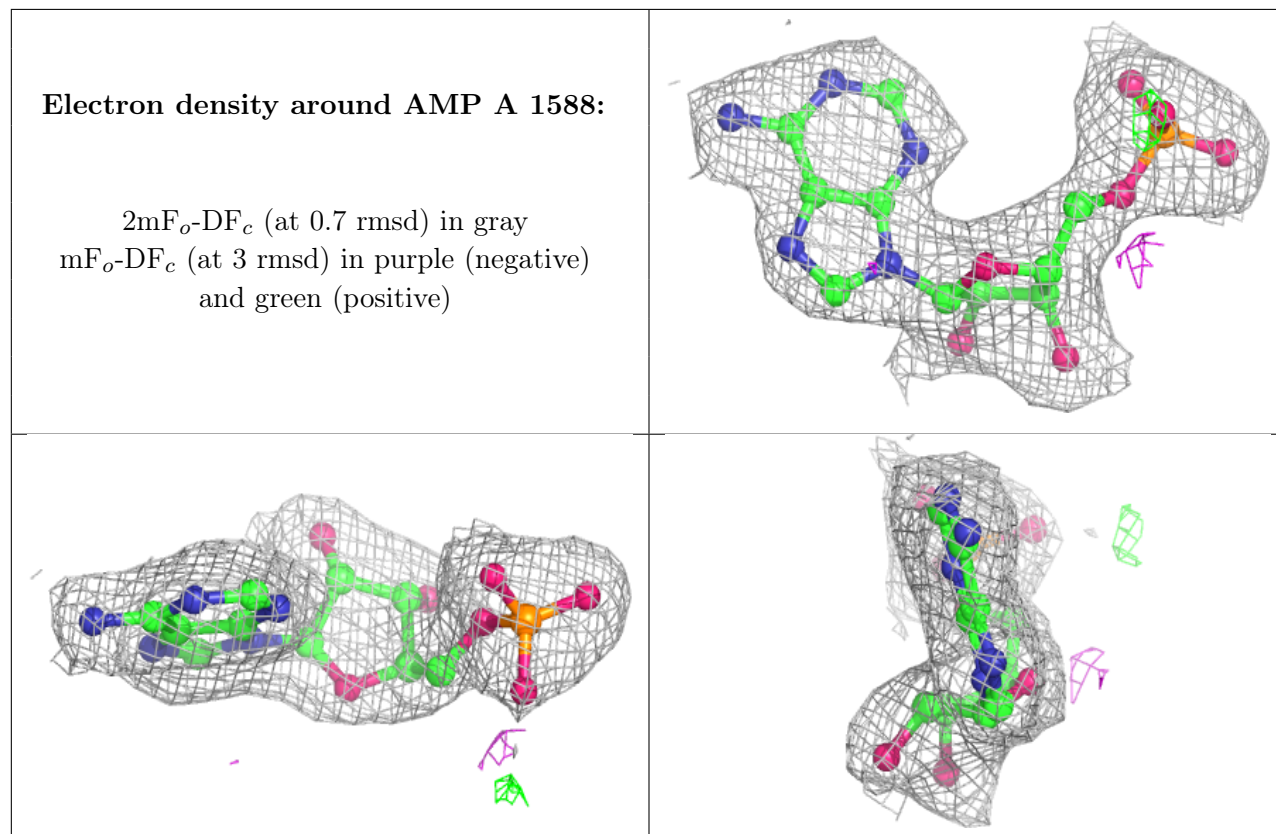 Electron density around AMP A 1588:
2mFo-DFc (at 0.7 rmsd) in gray
mFo-DFc (at 3 rmsd) in purple (negative)
and green (positive)